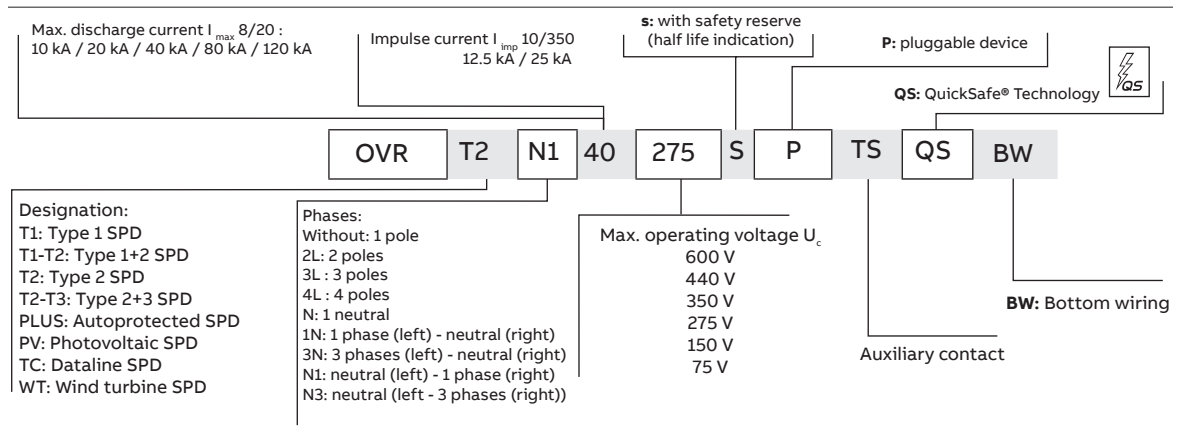 Max. discharge current I max 8/20 :
10 kA / 20 kA / 40 kA / 80 kA / 120 kA
Impulse current I imp 10/350
12.5 kA / 25 kA
s: with safety reserve
(half life indication)
P: pluggable device
QS: QuickSafe® Technology
QS
OVR T2 N1 40 275 S P TS QS BW
Designation:
T1: Type 1 SPD
T1-T2: Type 1+2 SPD
T2: Type 2 SPD
T2-T3: Type 2+3 SPD
PLUS: Autoprotected SPD
PV: Photovoltaic SPD
TC: Dataline SPD
WT: Wind turbine SPD
Phases:
Without: 1 pole
2L: 2 poles
3L : 3 poles
4L : 4 poles
N: 1 neutral
1N: 1 phase (left) - neutral (right)
3N: 3 phases (left) - neutral (right)
N1: neutral (left) - 1 phase (right)
N3: neutral (left - 3 phases (right))
Max. operating voltage Uc
600 V
440 V
350 V
275 V
150 V
75 V
Auxiliary contact
BW: Bottom wiring